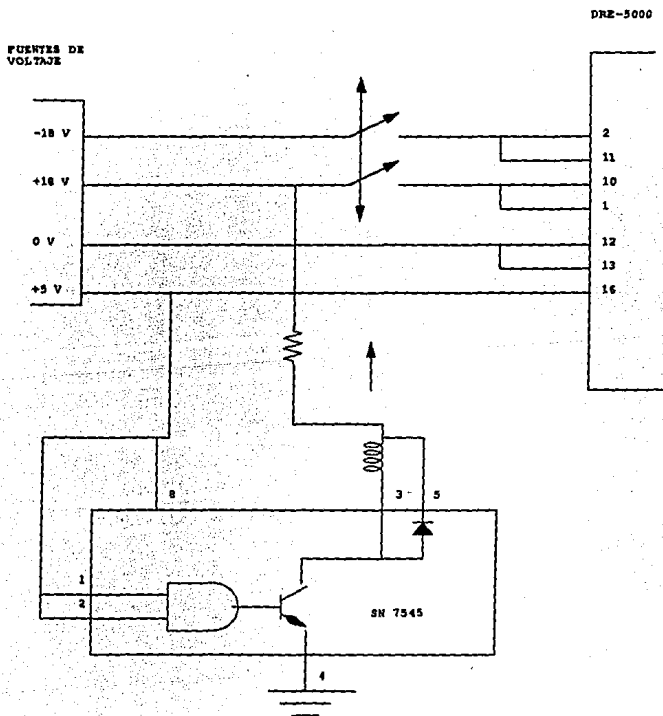 DRE-5000
FUENTES DE
VOLTAJE
-18 V
2
11
+18 V
10
1
0 V
12
13
+5 V
16
8
3
5
1
2
SN 7545
4